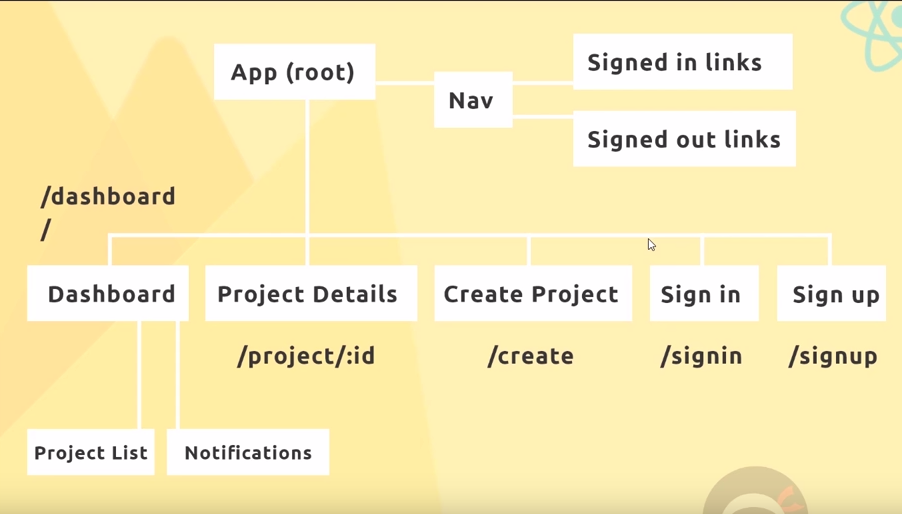 App (root)
Nav
Signed in links
Signed out links
/dashboard
/
Dashboard
Project Details
Create Project
Sign in
Sign up
/project/:id
/create
/signin
/signup
Project List
Notifications